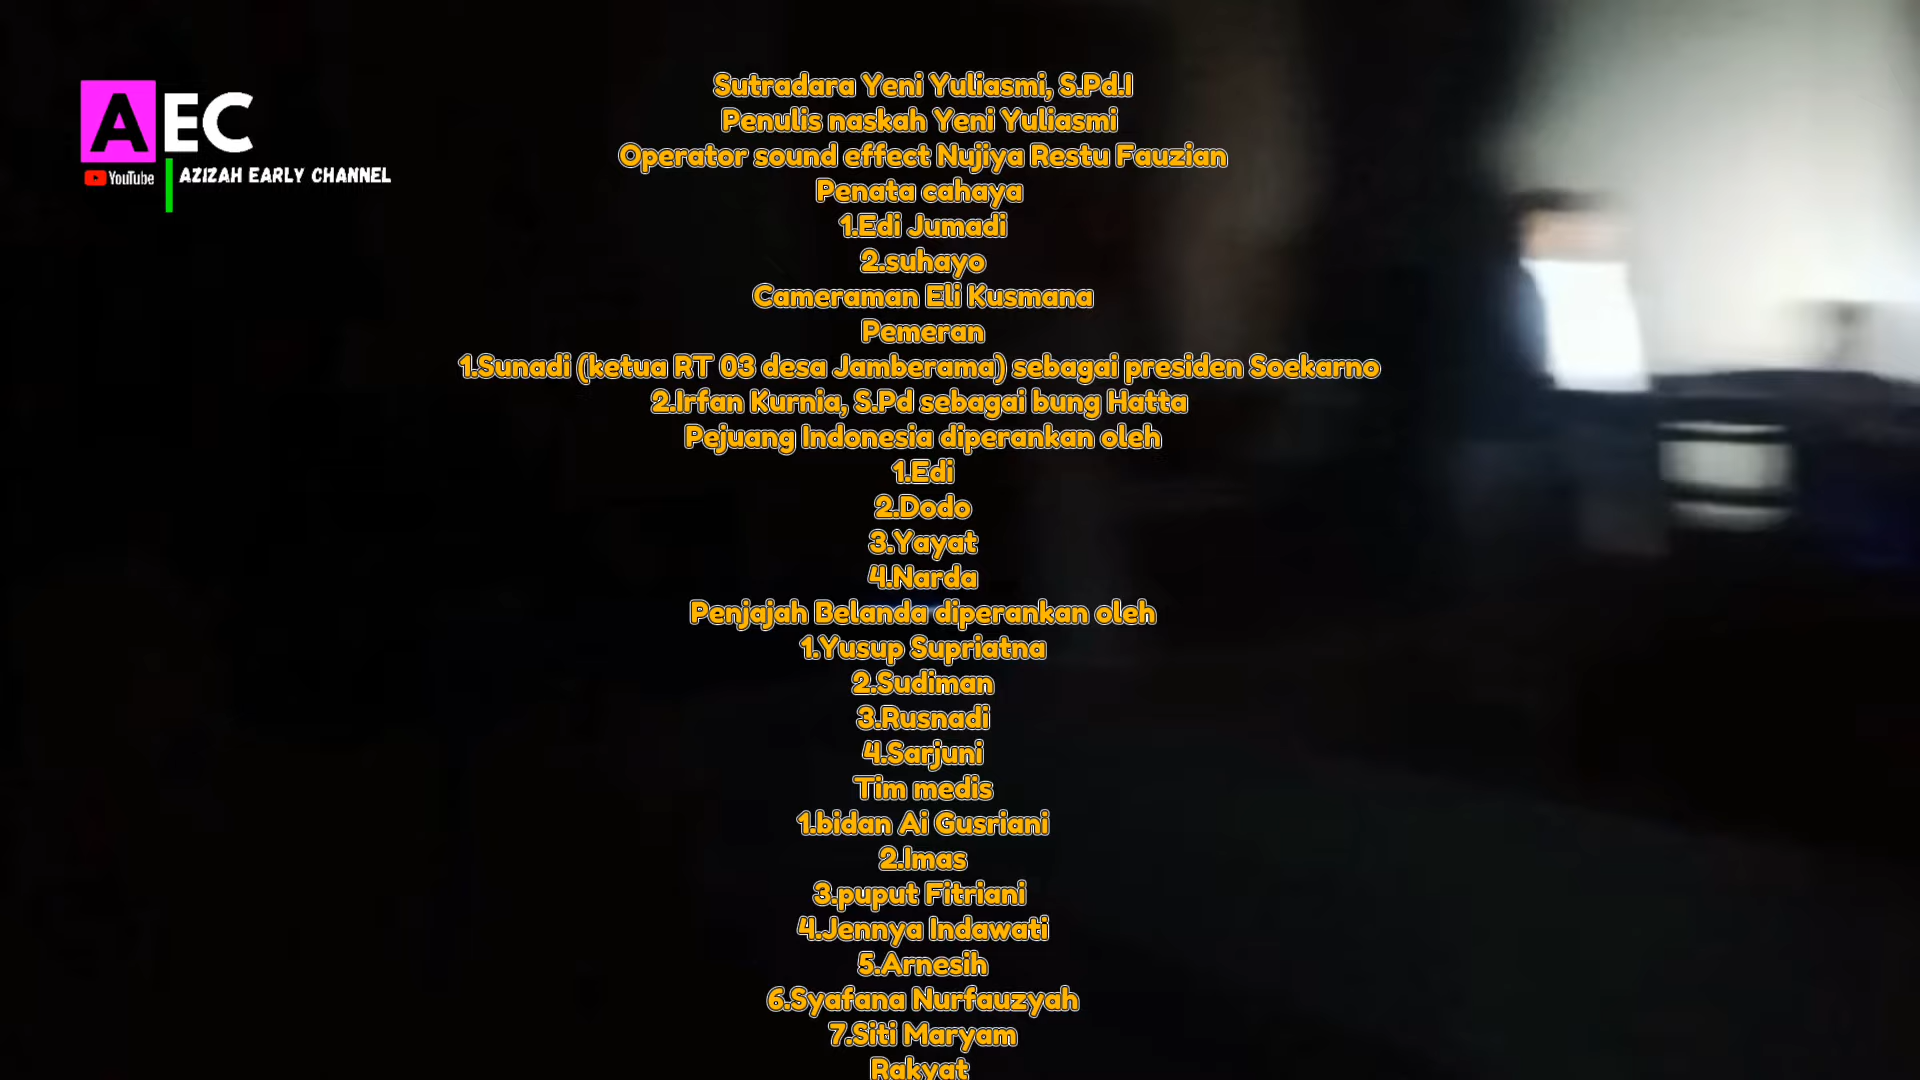 AEC
YouTube
AZIZAH EARLY CHANNEL
Sutradara Yeni Yuliasmi, S.Pd.I
Penulis naskah Yeni Yuliasmi
Operator sound effect Nujiya Restu Fauzian
Penata cahaya
1.Edi Jumadi
2.suhayo
Cameraman Eli Kusmana
Pemeran
1.Sunadi (ketua RT 03 desa Jamberama) sebagai presiden Soekarno
2.Irfan Kurnia, S.Pd sebagai bung Hatta
Pejuang Indonesia diperankan oleh
1.Edi
2.Dodo
3.Yayat
4.Narda
Penjajah Belanda diperankan oleh
1.Yusup Supriatna
2.Sudiman
3.Rusnadi
4.Sarjuni
Tim medis
1.bidan Ai Gusriani
2.Imas
3.puput Fitriani
4.Jennya Indawati
5.Arnesih
6.Syafana Nurfauzyah
7.Siti Maryam
Rakyat